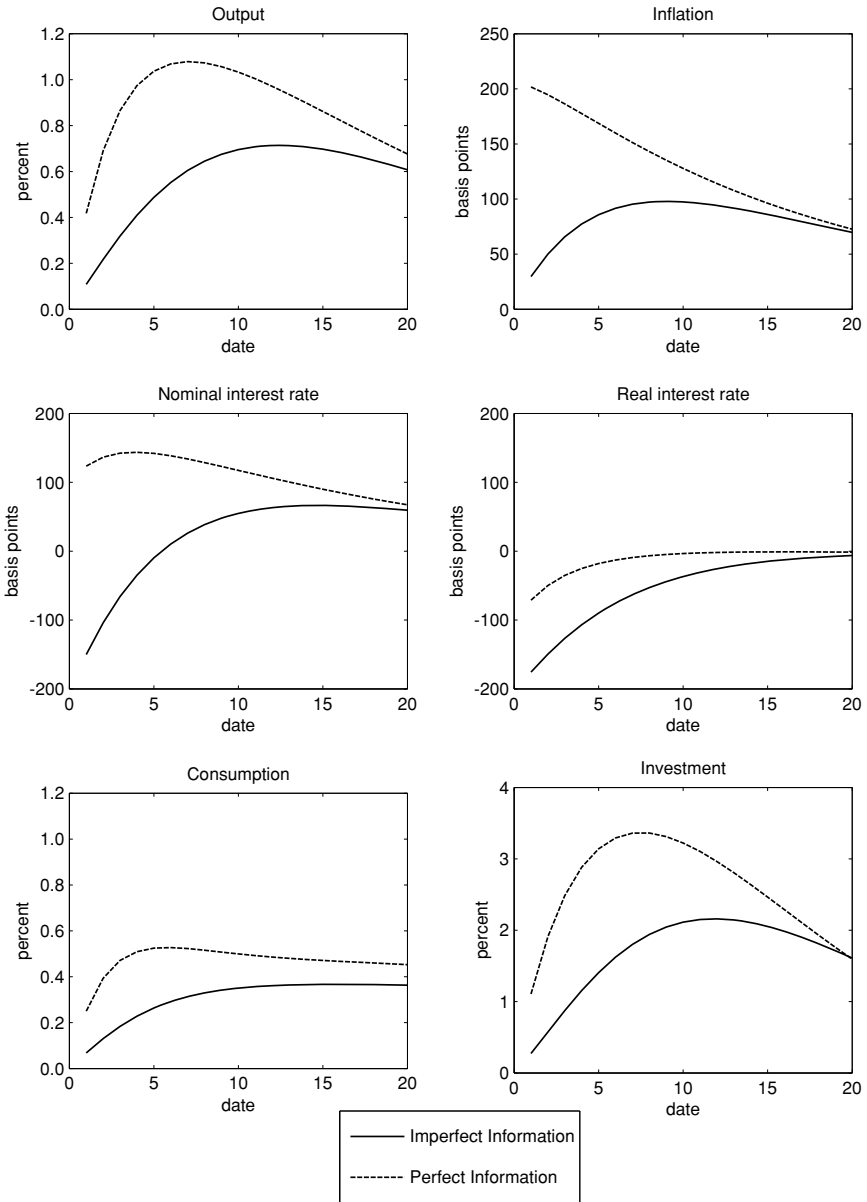 Output
1.2
1.0
0.8
0.6
0.4
0.2
0.0
percent
0 5 10 15 20
date
Inflation
250
200
150
100
50
0
basis points
0 5 10 15 20
date
Nominal interest rate
200
100
0
-100
-200
basis points
0 5 10 15 20
date
Real interest rate
200
100
0
-100
-200
basis points
0 5 10 15 20
date
Consumption
1.2
1.0
0.8
0.6
0.4
0.2
0.0
percent
0 5 10 15 20
date
Investment
4
3
2
1
0
percent
0 5 10 15 20
date
Imperfect Information
Perfect Information